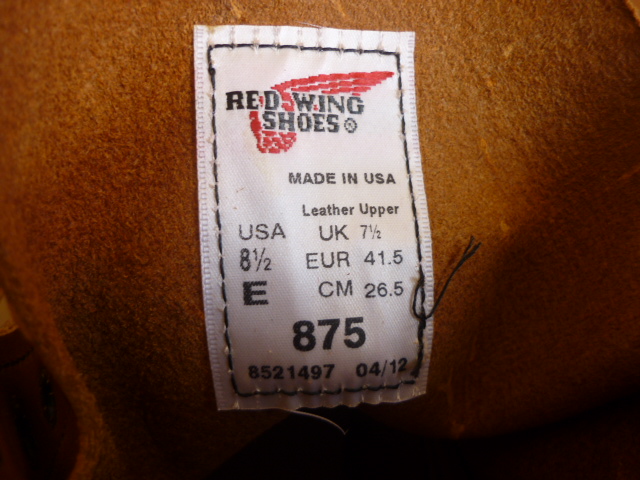 RED WING
SHOES®
MADE IN USA
Leather Upper
USA UK 7½
8½ EUR 41.5
E CM 26.5
875
8521497 04/12